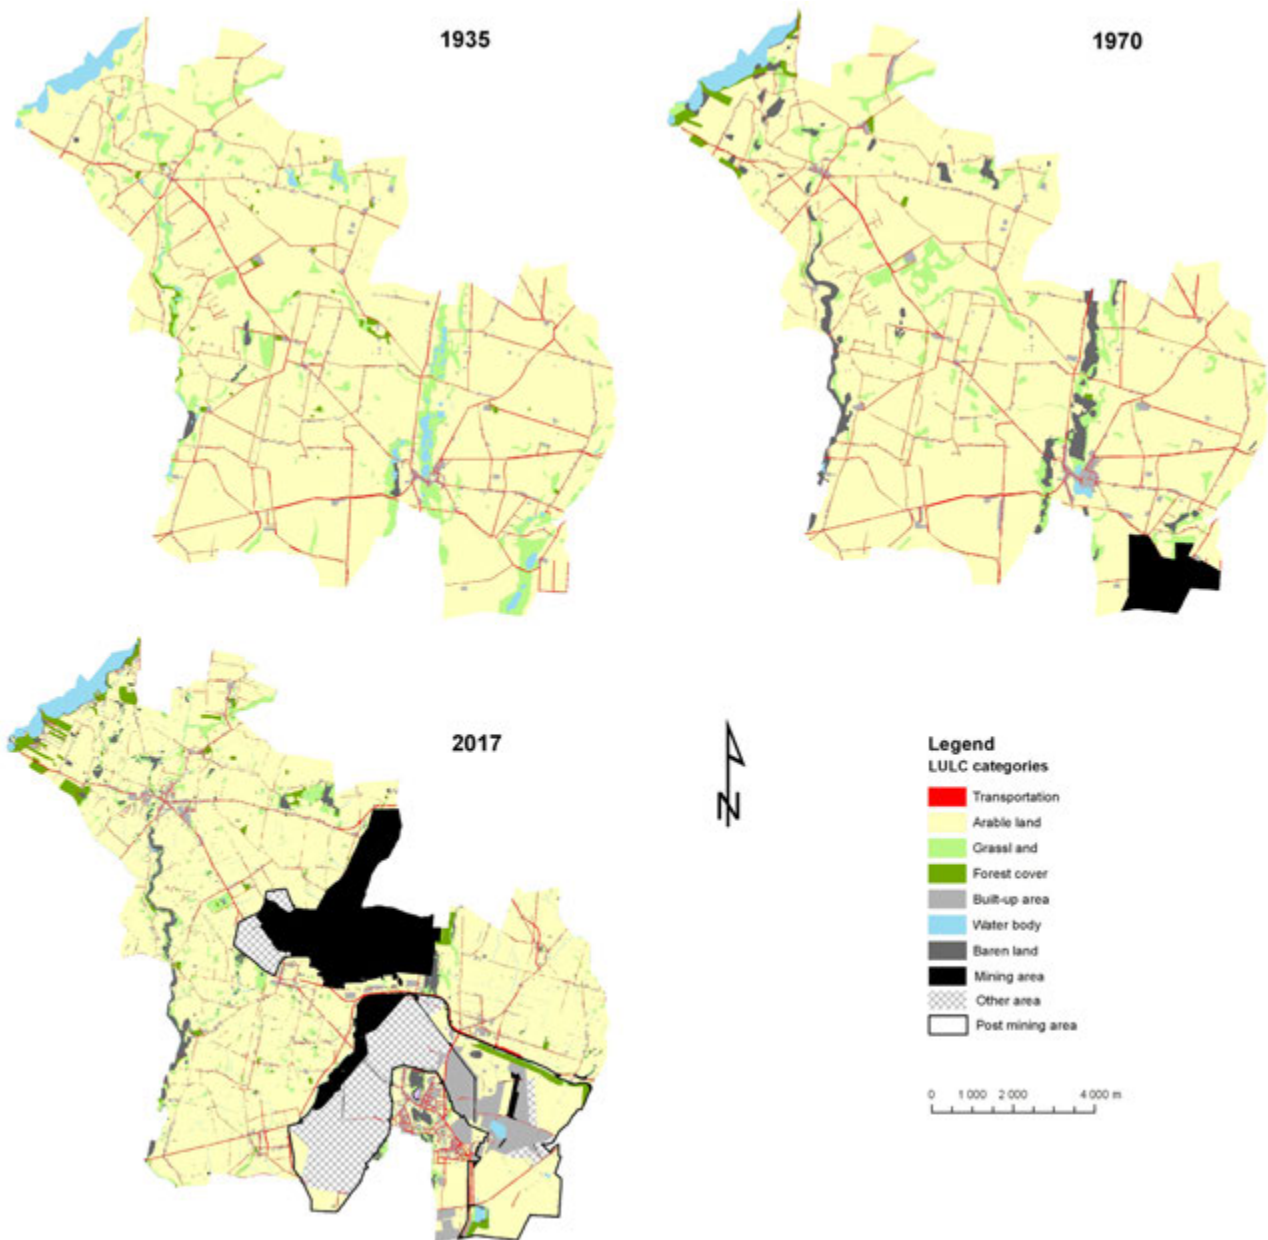 1935
1970
2017
N
Legend
LULC categories
Transportation
Arable land
Grassl and
Forest cover
Built-up area
Water body
Baren land
Mining area
Other area
Post mining area
0 1 000 2 000 4 000 m